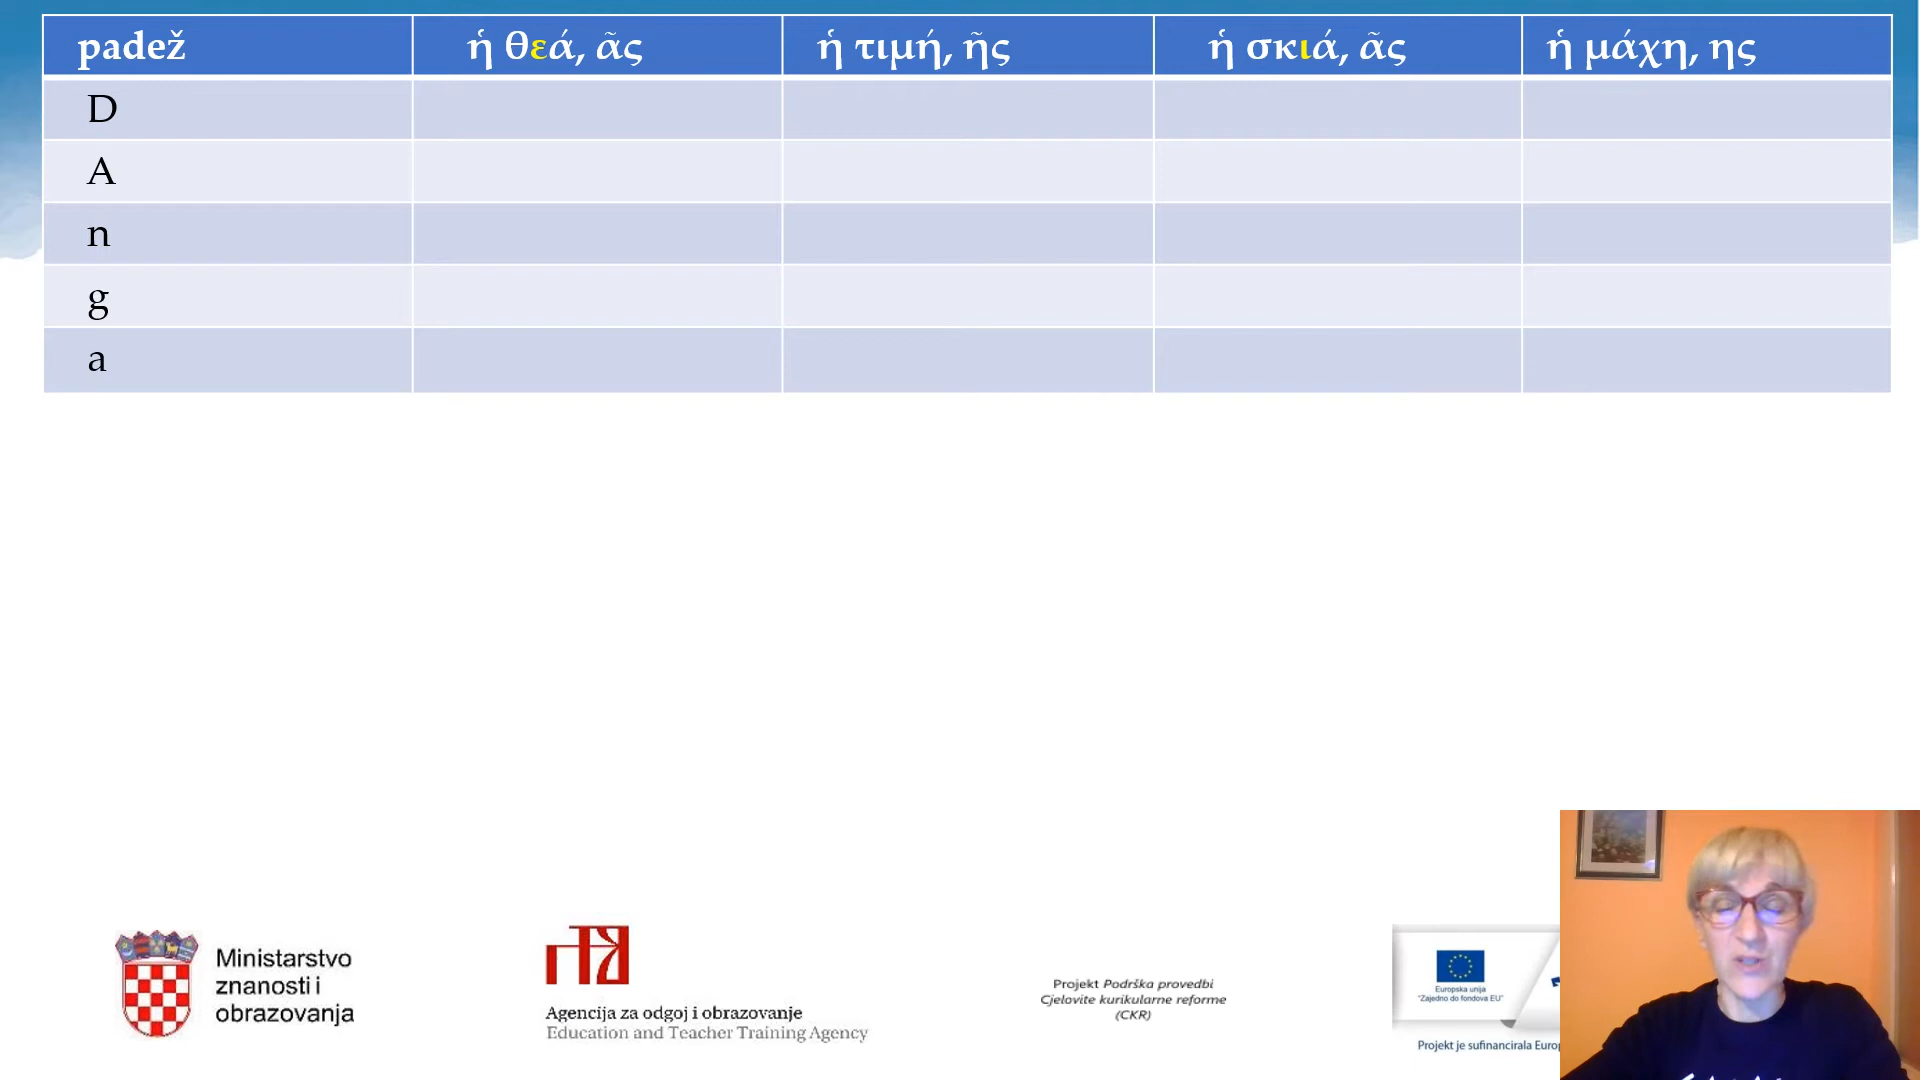 padež ἡ θεά, ᾶς ἡ τιμή, ῆς ἡ σκιά, ᾶς ἡ μάχη, ης
D
A
n
g
a
Ministarstvo
znanosti i
obrazovanja
Agencija za odgoj i obrazovanje
Education and Teacher Training Agency
Projekt Podrška provedbi
Cjelovite kurikularne reforme
(CKR)
Europska unija
"Zajedno do fondova EU"
Projekt je sufinancirala Europ